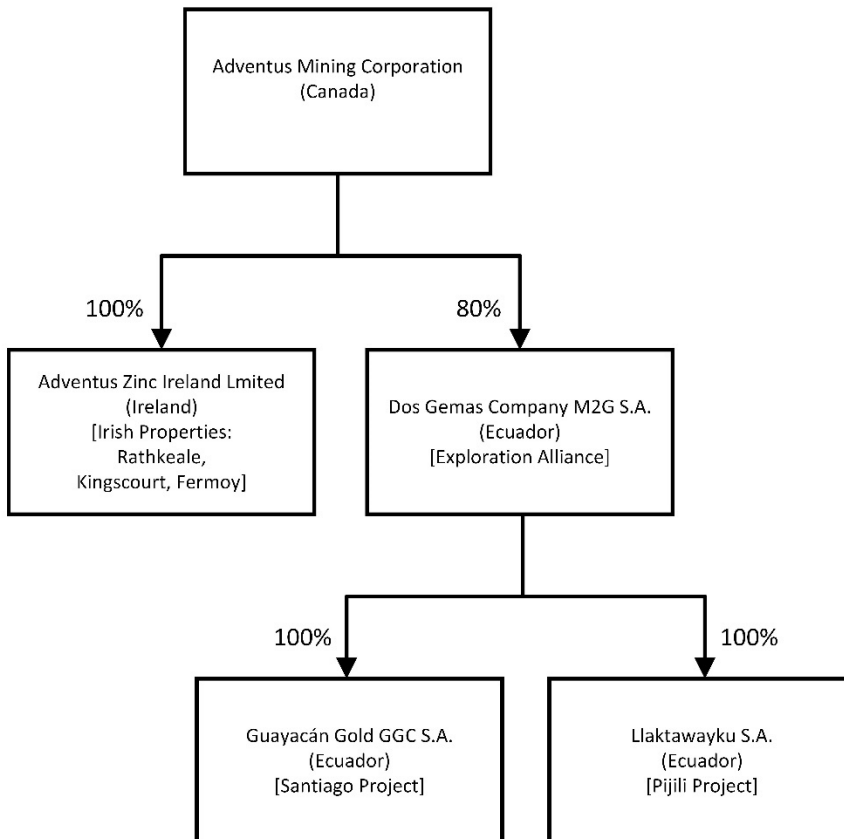 Adventus Mining Corporation
(Canada)
100%
80%
Adventus Zinc Ireland Lmited
(Ireland)
[Irish Properties:
Rathkeale,
Kingscourt, Fermoy]
Dos Gemas Company M2G S.A.
(Ecuador)
[Exploration Alliance]
100%
100%
Guayacán Gold GGC S.A.
(Ecuador)
[Santiago Project]
Llaktawayku S.A.
(Ecuador)
[Pijili Project]